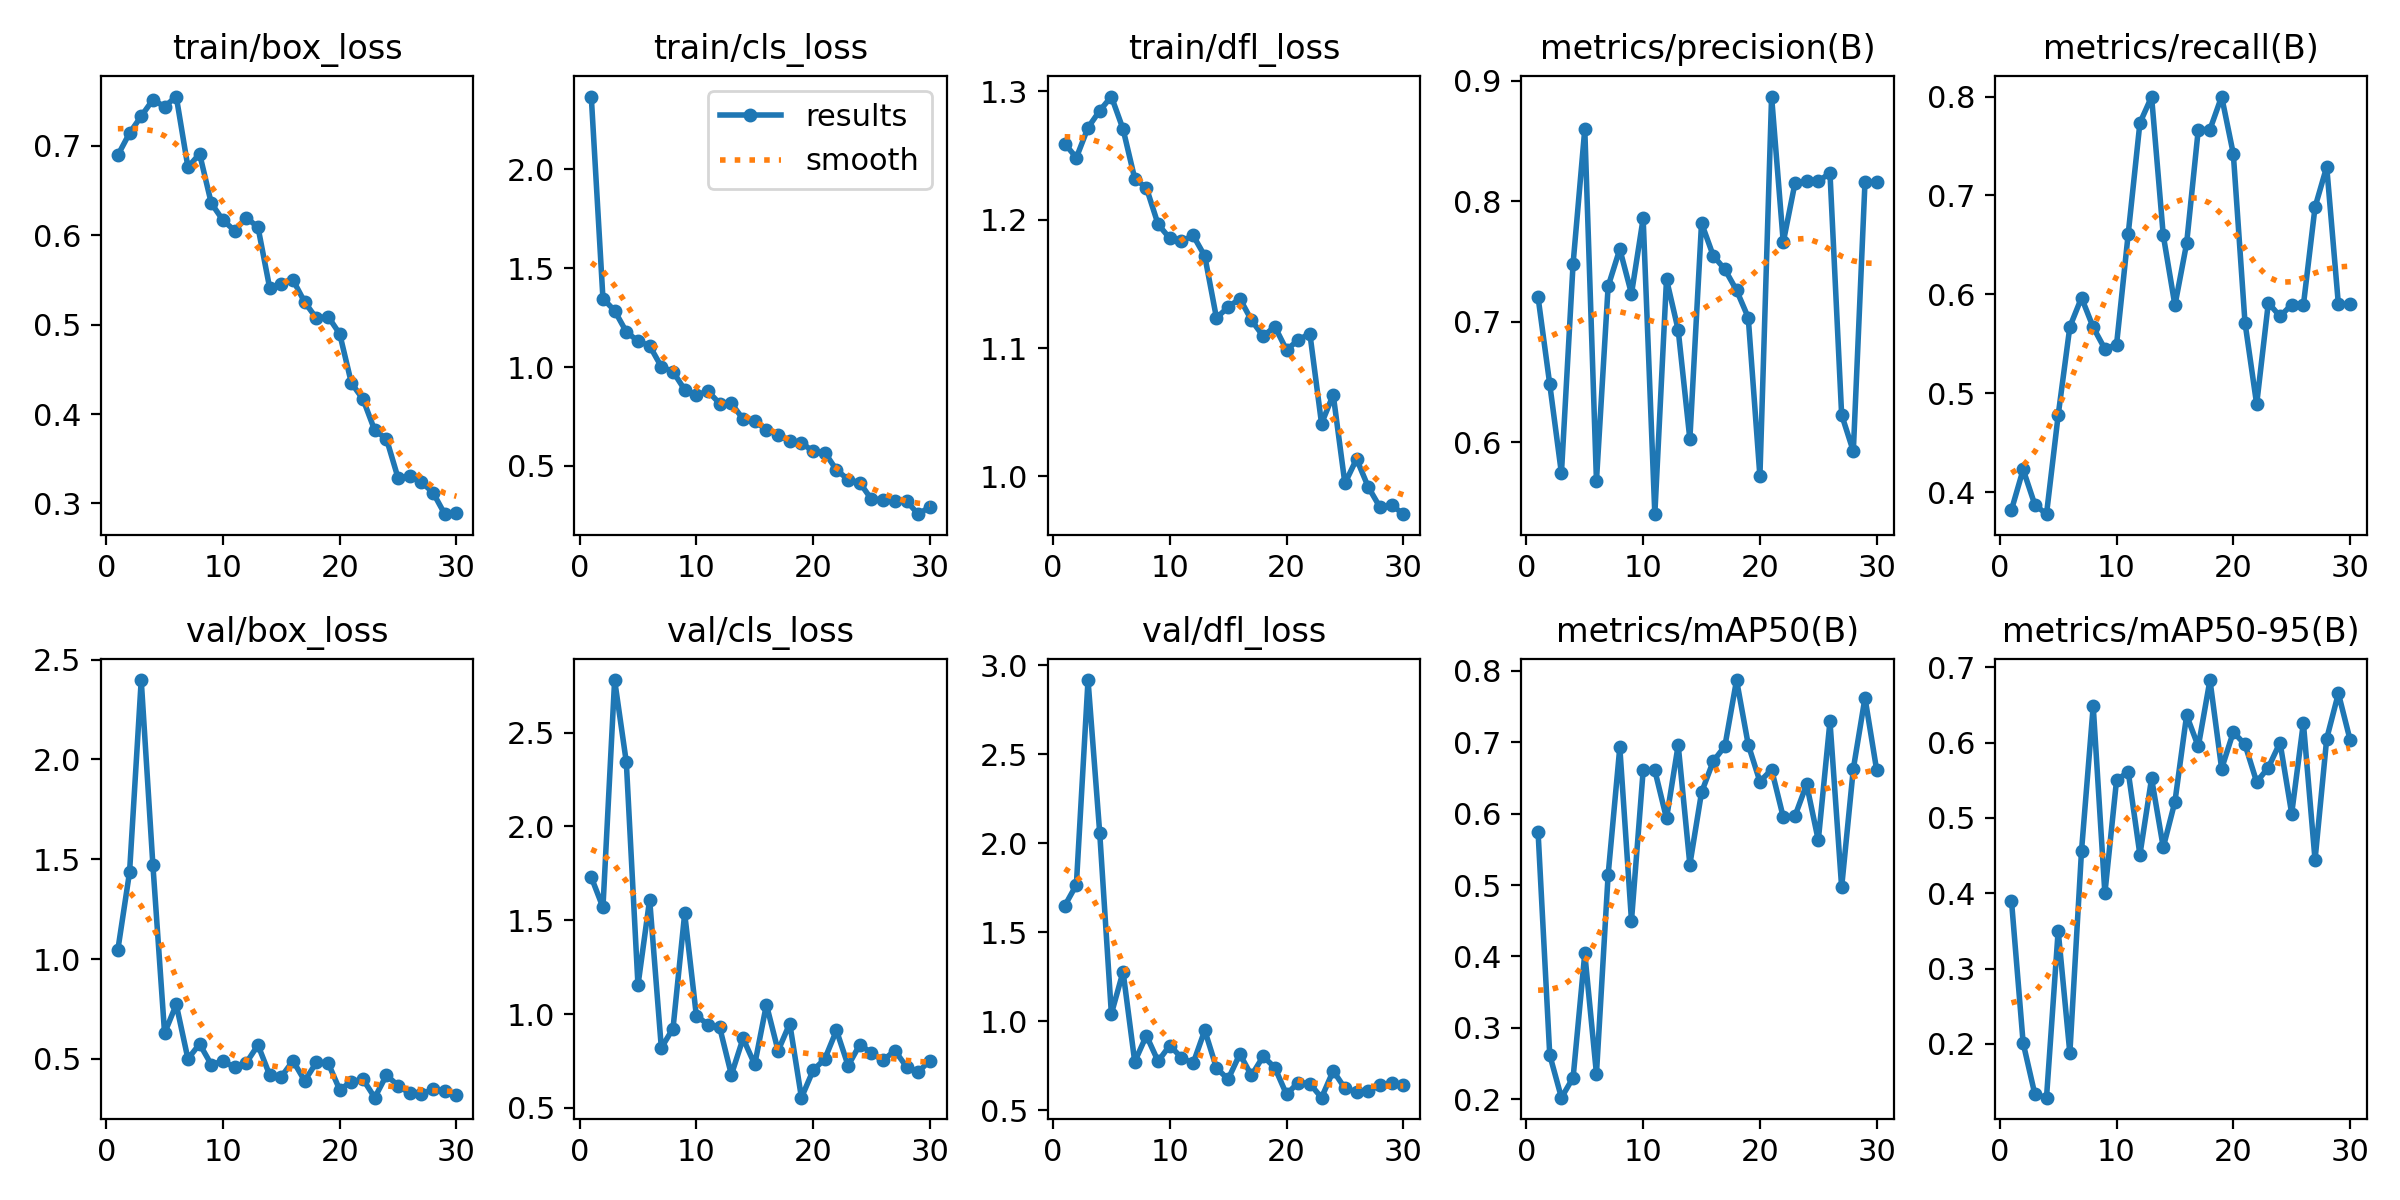 train/box_loss
0.7
0.6
0.5
0.4
0.3
0 10 20 30
train/cls_loss
results
smooth
2.0
1.5
1.0
0.5
0 10 20 30
train/dfl_loss
1.3
1.2
1.1
1.0
0 10 20 30
metrics/precision(B)
0.9
0.8
0.7
0.6
0 10 20 30
metrics/recall(B)
0.8
0.7
0.6
0.5
0.4
0 10 20 30
val/box_loss
2.5
2.0
1.5
1.0
0.5
0 10 20 30
val/cls_loss
2.5
2.0
1.5
1.0
0.5
0 10 20 30
val/dfl_loss
3.0
2.5
2.0
1.5
1.0
0.5
0 10 20 30
metrics/mAP50(B)
0.8
0.7
0.6
0.5
0.4
0.3
0.2
0 10 20 30
metrics/mAP50-95(B)
0.7
0.6
0.5
0.4
0.3
0.2
0 10 20 30